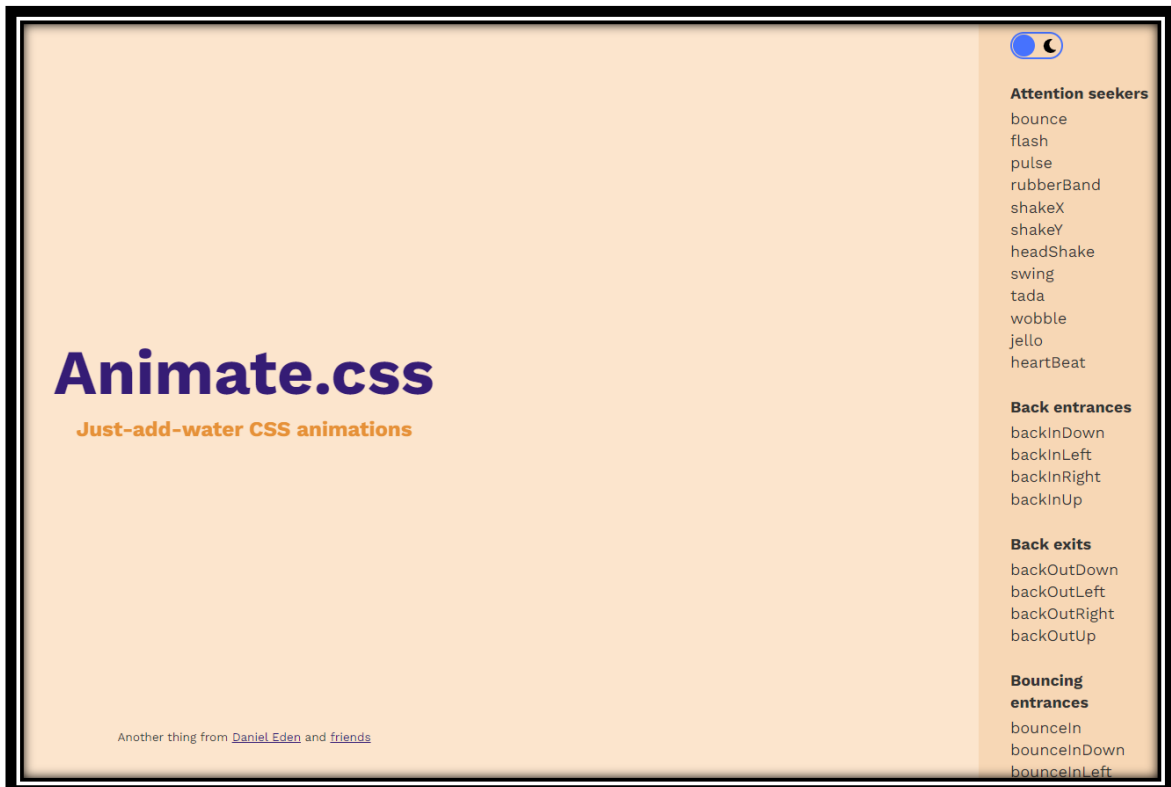 Animate.css
Just-add-water CSS animations
Another thing from Daniel Eden and friends
Attention seekers
bounce
flash
pulse
rubberBand
shakeX
shakeY
headShake
swing
tada
wobble
jello
heartBeat
Back entrances
backInDown
backInLeft
backInRight
backInUp
Back exits
backOutDown
backOutLeft
backOutRight
backOutUp
Bouncing
entrances
bounceIn
bounceInDown
bounceInLeft